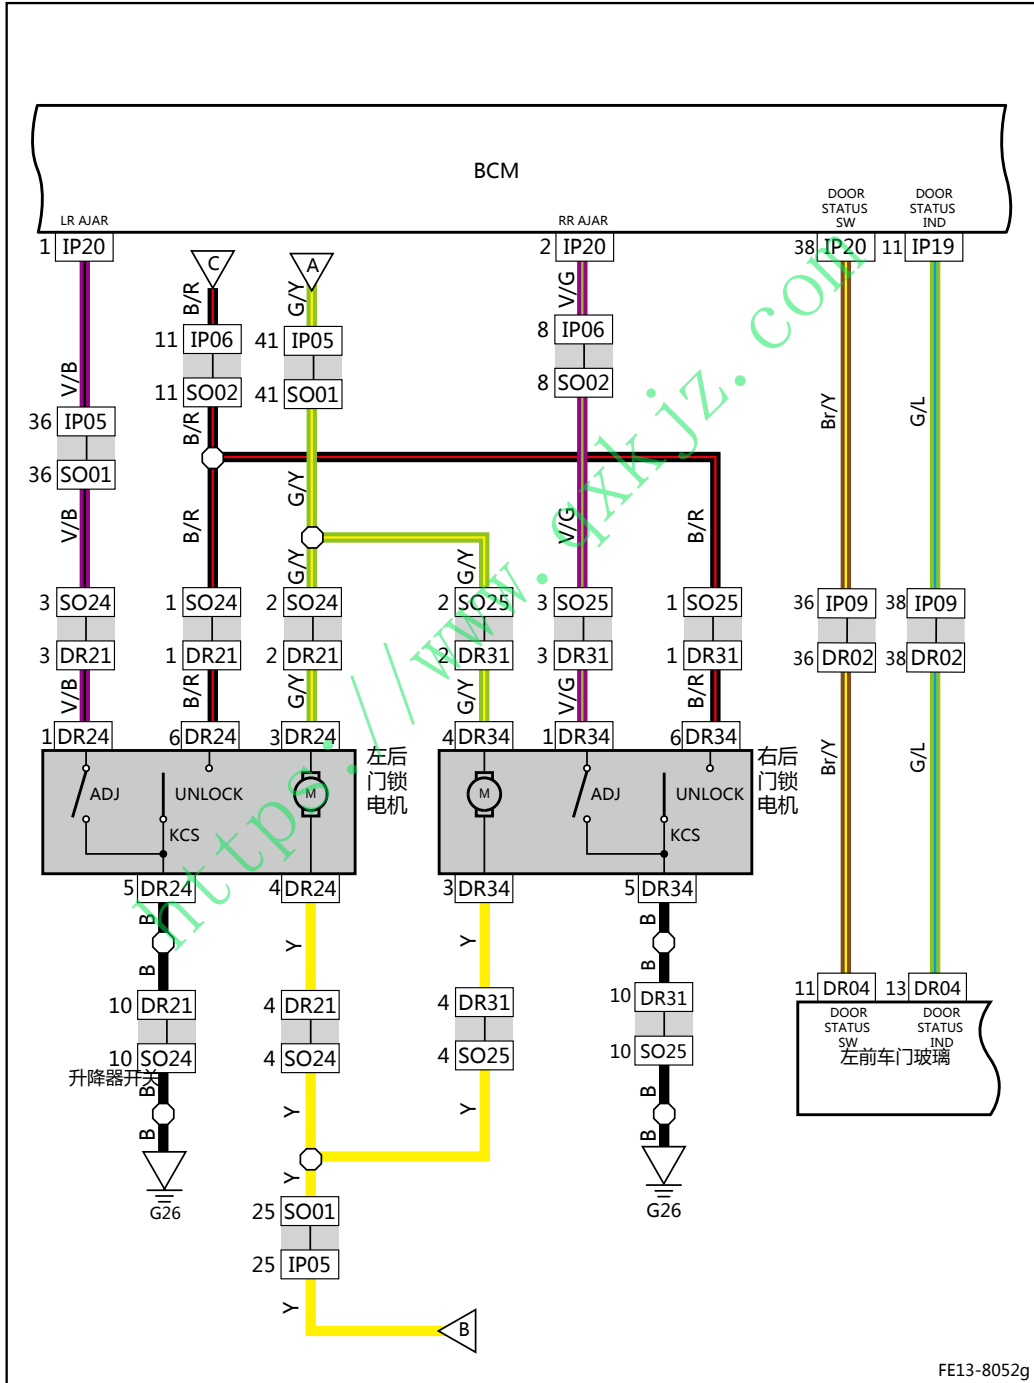 BCM
LR AJAR
RR AJAR
DOOR
STATUS
SW
DOOR
STATUS
IND
1 IP20
2 IP20
38 IP20
11 IP19
C
A
B/R
G/Y
V/G
11 IP06
41 IP05
8 IP06
V/B
11 SO02
41 SO01
8 SO02
Br/Y
G/L
36 IP05
B/R
36 SO01
V/B
B/R
G/Y
V/G
B/R
G/Y
G/Y
3 SO24
1 SO24
2 SO24
2 SO25
3 SO25
1 SO25
36 IP09
38 IP09
3 DR21
1 DR21
2 DR21
2 DR31
3 DR31
1 DR31
36 DR02
38 DR02
V/B
B/R
G/Y
G/Y
V/G
B/R
Br/Y
G/L
1 DR24
6 DR24
3 DR24
4 DR34
1 DR34
6 DR34
左后
门锁
电机
右后
门锁
电机
ADJ
UNLOCK
M
KCS
M
ADJ
UNLOCK
KCS
5 DR24
4 DR24
3 DR34
5 DR34
B
Y
Y
B
B
B
10 DR21
4 DR21
4 DR31
10 DR31
11 DR04
13 DR04
DOOR
STATUS
SW
DOOR
STATUS
IND
左前车门玻璃
10 SO24
4 SO24
4 SO25
10 SO25
升降器开关
B
Y
Y
B
B
B
Y
G26
G26
25 SO01
25 IP05
Y
B
FE13-8052g
https://www.qxkjz.com